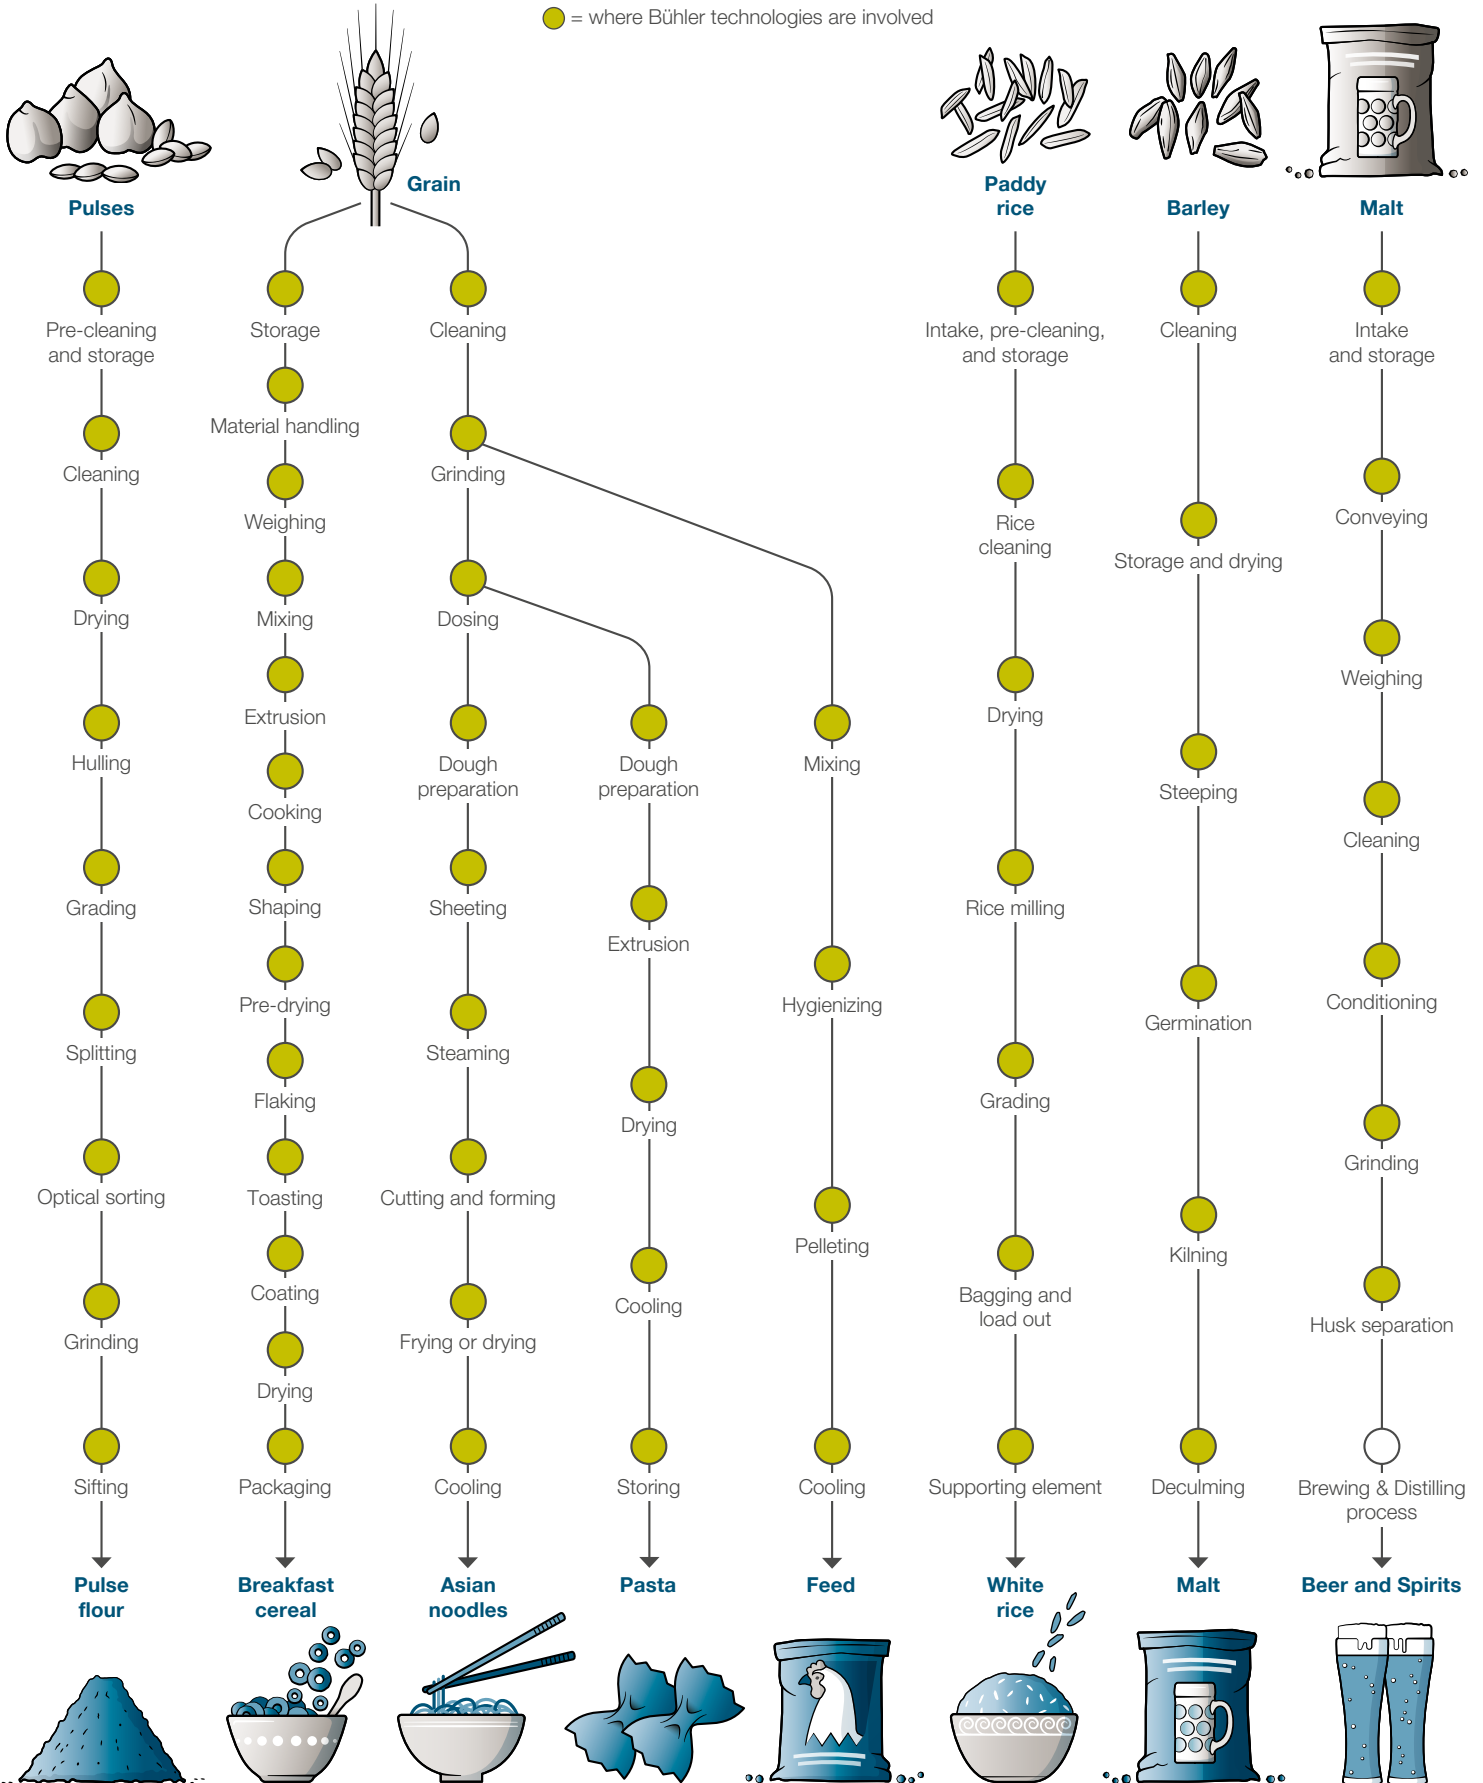 = where Bühler technologies are involved
Pulses
Pre-cleaning
and storage
Cleaning
Drying
Hulling
Grading
Splitting
Optical sorting
Grinding
Sifting
Pulse
flour
Grain
Storage
Material handling
Weighing
Mixing
Extrusion
Cooking
Shaping
Pre-drying
Flaking
Toasting
Coating
Drying
Packaging
Breakfast
cereal
Cleaning
Grinding
Dosing
Dough
preparation
Sheeting
Steaming
Cutting and forming
Frying or drying
Cooling
Asian
noodles
Dough
preparation
Extrusion
Drying
Cooling
Storing
Pasta
Mixing
Hygienizing
Pelleting
Cooling
Feed
Paddy
rice
Intake, pre-cleaning,
and storage
Rice
cleaning
Drying
Rice milling
Grading
Bagging and
load out
Supporting element
White
rice
Barley
Cleaning
Storage and drying
Steeping
Germination
Kilning
Deculming
Malt
Malt
Intake
and storage
Conveying
Weighing
Cleaning
Conditioning
Grinding
Husk separation
Brewing & Distilling
process
Beer and Spirits